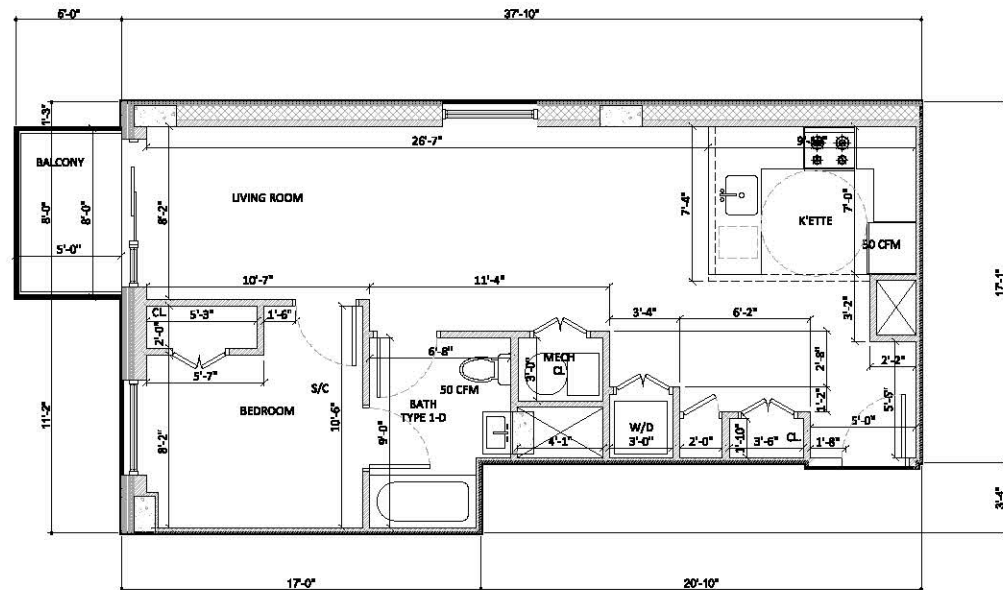 6'-0"
37'-10"
1'-3"
BALCONY
8'-0"
8'-0"
5'-0"
26'-7"
LIVING ROOM
8'-2"
7'-4"
7'-0"
K'ETTE
50 CFM
17'-1"
10'-7"
11'-4"
CL
5'-3"
1'-6"
2'-0"
5'-7"
3'-4"
6'-2"
3'-2"
2'-2"
2'-8"
1'-2"
5'-6"
6'-8"
MECH
CL
3'-0"
S/C
50 CFM
BATH
TYPE 1-D
BEDROOM
10'-6"
9'-0"
8'-2"
11'-2"
4'-1"
W/D
3'-0"
2'-0"
1'-10"
3'-6"
CL
5'-0"
1'-8"
3'-4"
17'-0"
20'-10"